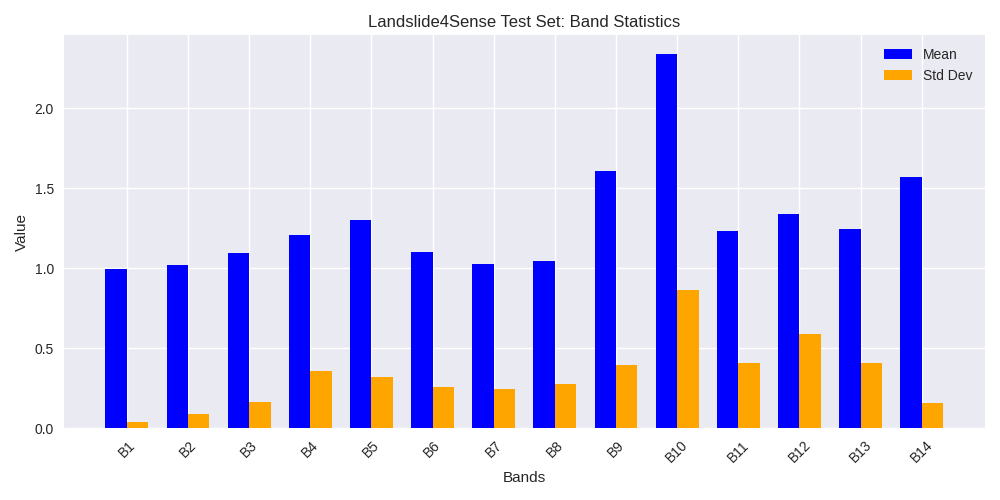 Landslide4Sense Test Set: Band Statistics
Mean
Std Dev
Value
2.0
1.5
1.0
0.5
0.0
B1 B2 B3 B4 B5 B6 B7 B8 B9 B10 B11 B12 B13 B14
Bands